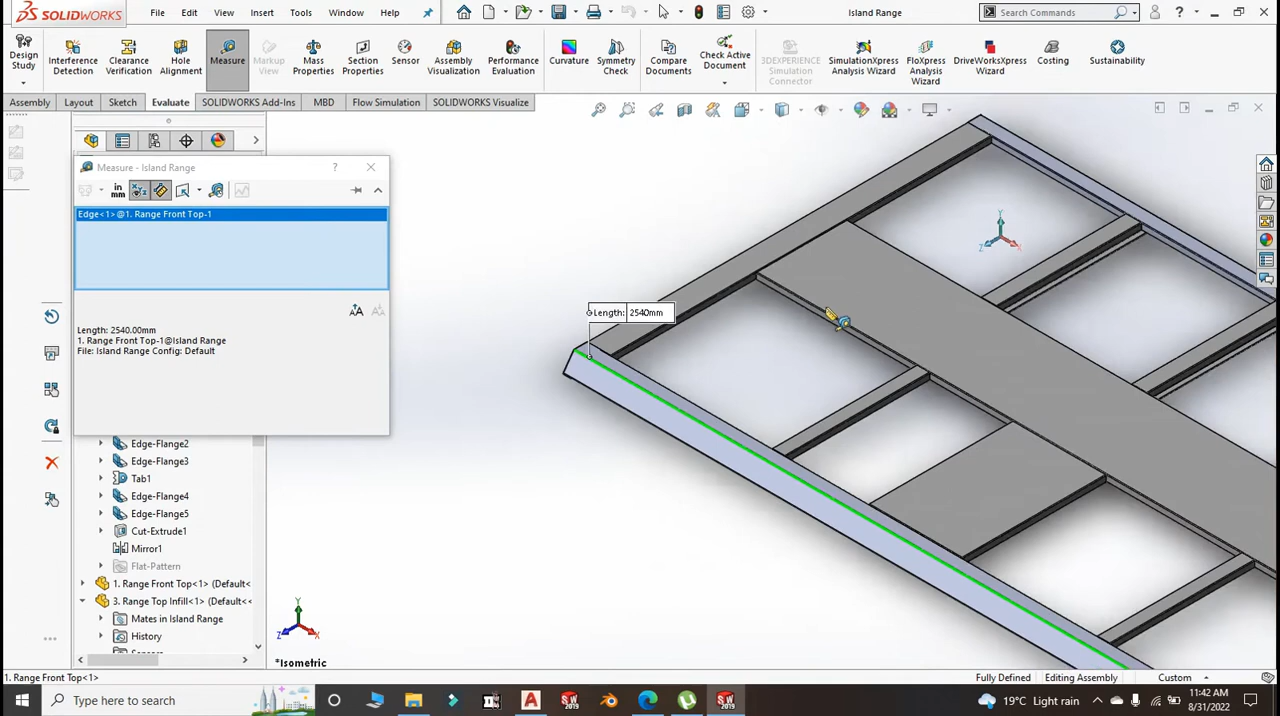 SOLIDWORKS
File Edit View Insert Tools Window Help
Island Range
Search Commands
Design Study
Interference Detection
Clearance Verification
Hole Alignment
Measure
Markup View
Mass Properties
Section Properties
Sensor
Assembly Visualization
Performance Evaluation
Curvature
Symmetry Check
Compare Documents
Check Active Document
3DEXPERIENCE Simulation Connector
SimulationXpress Analysis Wizard
FloXpress Analysis Wizard
DriveWorksXpress Wizard
Costing
Sustainability
Assembly Layout Sketch Evaluate SOLIDWORKS Add-Ins MBD Flow Simulation SOLIDWORKS Visualize
Measure - Island Range
?
in mm
Edge<1>@1. Range Front Top-1
Length: 2540.00mm
1. Range Front Top-1@Island Range
File: Island Range Config: Default
Length: 2540mm
Edge-Flange2
Edge-Flange3
Tab1
Edge-Flange4
Edge-Flange5
Cut-Extrude1
Mirror1
Flat-Pattern
1. Range Front Top<1> (Default<
3. Range Top Infill<1> (Default<<
Mates in Island Range
History
Y
Z
X
Y
Z
X
*Isometric
1. Range Front Top<1>
Fully Defined
Editing Assembly
Custom
Type here to search
A
SW 2019
SW 2019
19°C Light rain
11:42 AM
8/31/2022